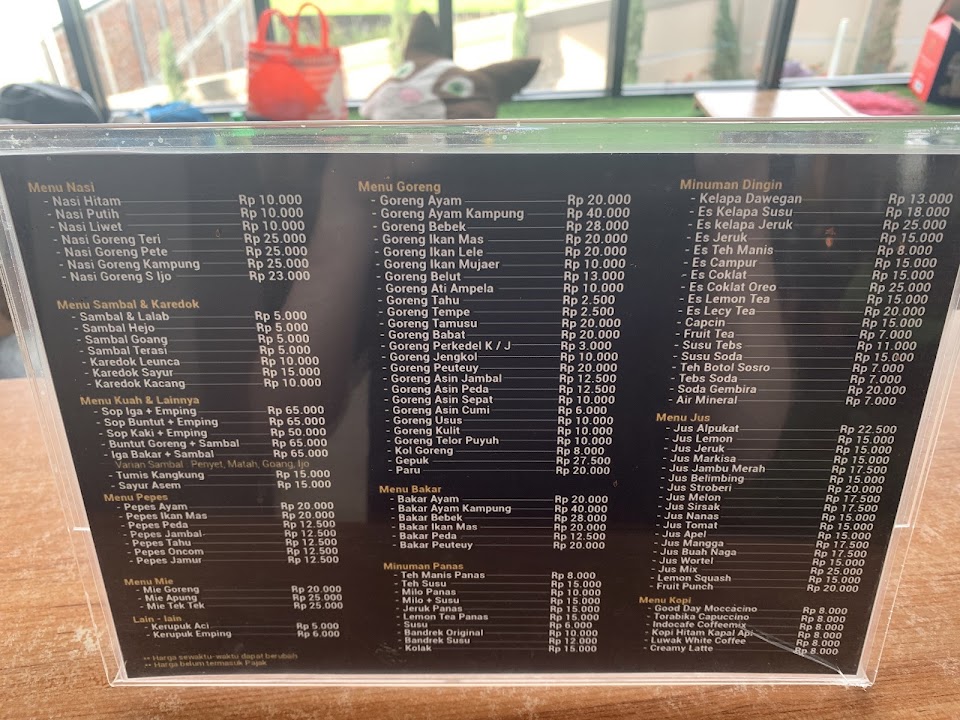 Menu Nasi
- Nasi Hitam Rp 10.000
- Nasi Putih Rp 10.000
- Nasi Liwet Rp 10.000
- Nasi Goreng Teri Rp 25.000
- Nasi Goreng Pete Rp 25.000
- Nasi Goreng Kampung Rp 25.000
- Nasi Goreng S Ijo Rp 23.000
Menu Sambal & Karedok
- Sambal & Lalab Rp 5.000
- Sambal Hejo Rp 5.000
- Sambal Goang Rp 5.000
- Sambal Terasi Rp 5.000
- Karedok Leunca Rp 10.000
- Karedok Sayur Rp 15.000
- Karedok Kacang Rp 10.000
Menu Kuah & Lainnya
- Sop Iga + Emping Rp 65.000
- Sop Buntut + Emping Rp 65.000
- Sop Kaki + Emping Rp 50.000
- Buntut Goreng + Sambal Rp 65.000
- Iga Bakar + Sambal Rp 65.000
Varian Sambal : Penyet, Matah, Goang, Ijo
- Tumis Kangkung Rp 15.000
- Sayur Asem Rp 15.000
Menu Pepes
- Pepes Ayam Rp 20.000
- Pepes Ikan Mas Rp 20.000
- Pepes Peda Rp 12.500
- Pepes Jambal Rp 12.500
- Pepes Tahu Rp 12.500
- Pepes Oncom Rp 12.500
- Pepes Jamur Rp 12.500
Menu Mie
- Mie Goreng Rp 20.000
- Mie Apung Rp 25.000
- Mie Tek Tek Rp 25.000
Lain - lain
- Kerupuk Aci Rp 5.000
- Kerupuk Emping Rp 6.000
** Harga sewaktu-waktu dapat berubah
** Harga belum termasuk Pajak
Menu Goreng
- Goreng Ayam Rp 20.000
- Goreng Ayam Kampung Rp 40.000
- Goreng Bebek Rp 28.000
- Goreng Ikan Mas Rp 20.000
- Goreng Ikan Lele Rp 20.000
- Goreng Ikan Mujaer Rp 10.000
- Goreng Belut Rp 13.000
- Goreng Ati Ampela Rp 10.000
- Goreng Tahu Rp 2.500
- Goreng Tempe Rp 2.500
- Goreng Tamusu Rp 20.000
- Goreng Babat Rp 20.000
- Goreng Perkedel K / J Rp 3.000
- Goreng Jengkol Rp 10.000
- Goreng Peuteuy Rp 20.000
- Goreng Asin Jambal Rp 12.500
- Goreng Asin Peda Rp 12.500
- Goreng Asin Sepat Rp 10.000
- Goreng Asin Cumi Rp 6.000
- Goreng Usus Rp 10.000
- Goreng Kulit Rp 10.000
- Goreng Telor Puyuh Rp 10.000
- Kol Goreng Rp 8.000
- Gepuk Rp 27.500
- Paru Rp 20.000
Menu Bakar
- Bakar Ayam Rp 20.000
- Bakar Ayam Kampung Rp 40.000
- Bakar Bebek Rp 28.000
- Bakar Ikan Mas Rp 20.000
- Bakar Peda Rp 12.500
- Bakar Peuteuy Rp 20.000
Minuman Panas
- Teh Manis Panas Rp 8.000
- Teh Susu Rp 15.000
- Milo Panas Rp 10.000
- Milo + Susu Rp 15.000
- Jeruk Panas Rp 15.000
- Lemon Tea Panas Rp 15.000
- Susu Rp 6.000
- Bandrek Original Rp 10.000
- Bandrek Susu Rp 12.000
- Kolak Rp 15.000
Minuman Dingin
- Kelapa Dawegan Rp 13.000
- Es Kelapa Susu Rp 18.000
- Es kelapa Jeruk Rp 25.000
- Es Jeruk Rp 15.000
- Es Teh Manis Rp 8.000
- Es Campur Rp 15.000
- Es Coklat Rp 15.000
- Es Coklat Oreo Rp 25.000
- Es Lemon Tea Rp 15.000
- Es Lecy Tea Rp 20.000
- Capcin Rp 15.000
- Fruit Tea Rp 7.000
- Susu Tebs Rp 11.000
- Susu Soda Rp 15.000
- Teh Botol Sosro Rp 7.000
- Tebs Soda Rp 7.000
- Soda Gembira Rp 20.000
- Air Mineral Rp 7.000
Menu Jus
- Jus Alpukat Rp 22.500
- Jus Lemon Rp 15.000
- Jus Jeruk Rp 15.000
- Jus Markisa Rp 15.000
- Jus Jambu Merah Rp 17.500
- Jus Belimbing Rp 15.000
- Jus Stroberi Rp 20.000
- Jus Melon Rp 17.500
- Jus Sirsak Rp 17.500
- Jus Nanas Rp 15.000
- Jus Tomat Rp 15.000
- Jus Apel Rp 15.000
- Jus Mangga Rp 17.500
- Jus Buah Naga Rp 17.500
- Jus Wortel Rp 15.000
- Jus Mix Rp 25.000
- Lemon Squash Rp 15.000
- Fruit Punch Rp 20.000
Menu Kopi
- Good Day Moccacino Rp 8.000
- Torabika Capuccino Rp 8.000
- Indocafe Coffeemix Rp 8.000
- Kopi Hitam Kapal Api Rp 8.000
- Luwak White Coffee Rp 8.000
- Creamy Latte Rp 8.000